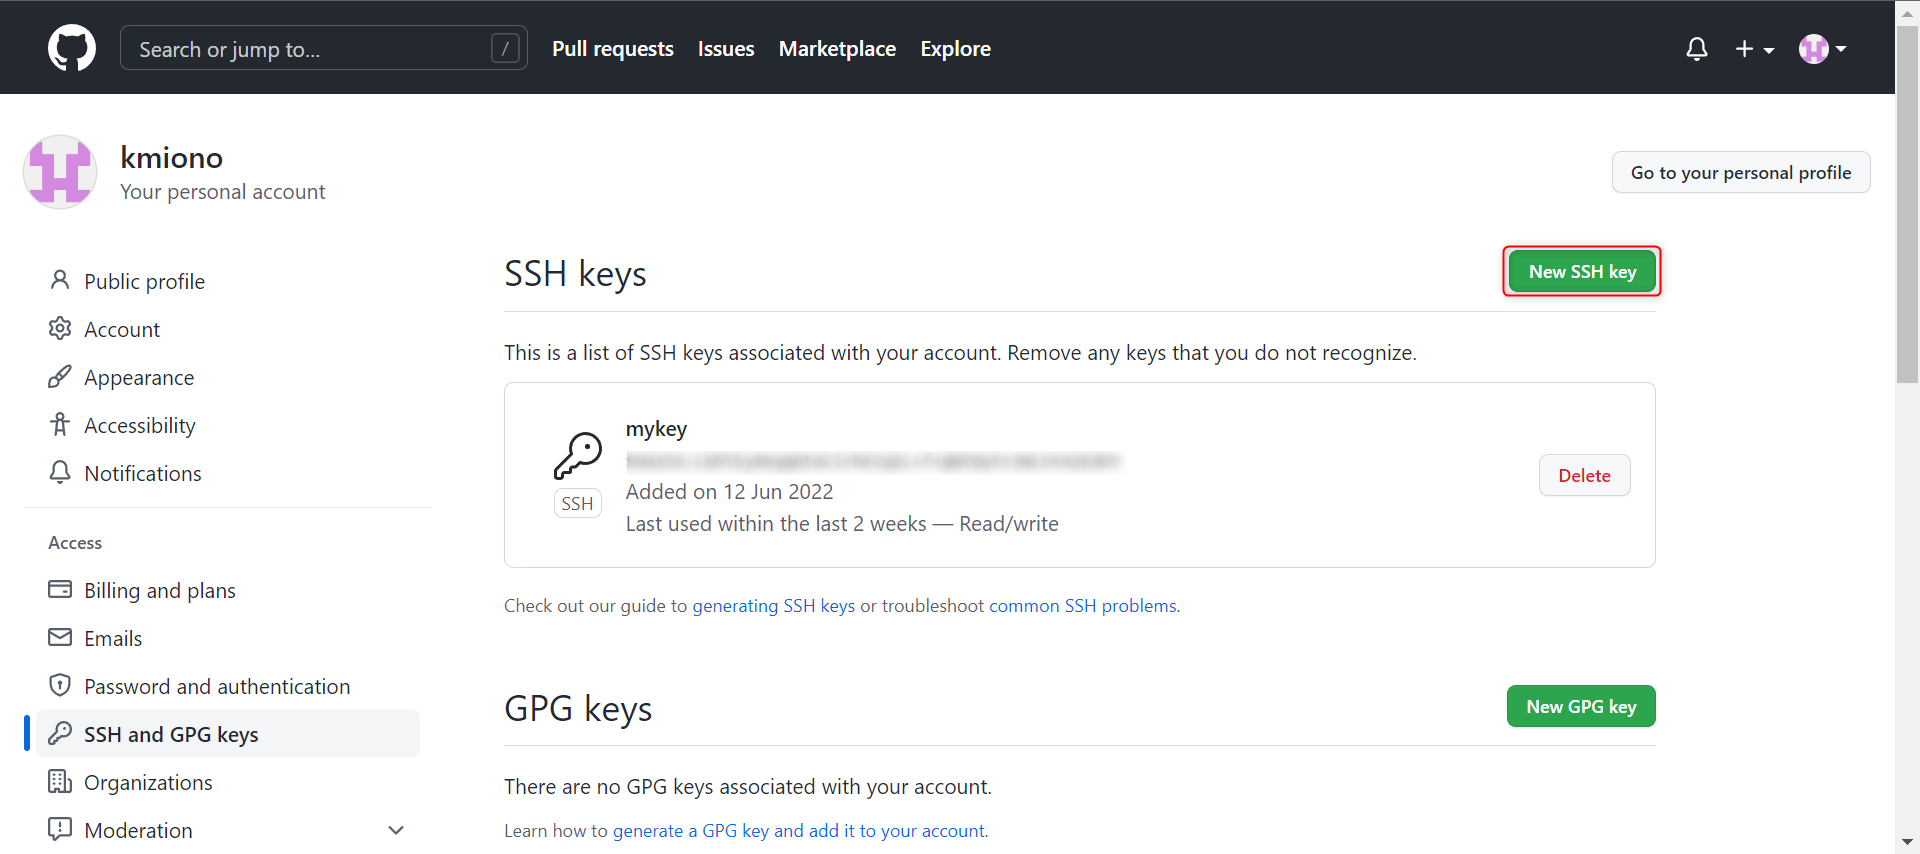 Search or jump to... /
Pull requests Issues Marketplace Explore
kmiono
Your personal account
Go to your personal profile
Public profile
Account
Appearance
Accessibility
Notifications
Access
Billing and plans
Emails
Password and authentication
SSH and GPG keys
Organizations
Moderation
SSH keys
New SSH key
This is a list of SSH keys associated with your account. Remove any keys that you do not recognize.
mykey
SSH
Added on 12 Jun 2022
Last used within the last 2 weeks — Read/write
Delete
Check out our guide to generating SSH keys or troubleshoot common SSH problems.
GPG keys
New GPG key
There are no GPG keys associated with your account.
Learn how to generate a GPG key and add it to your account.